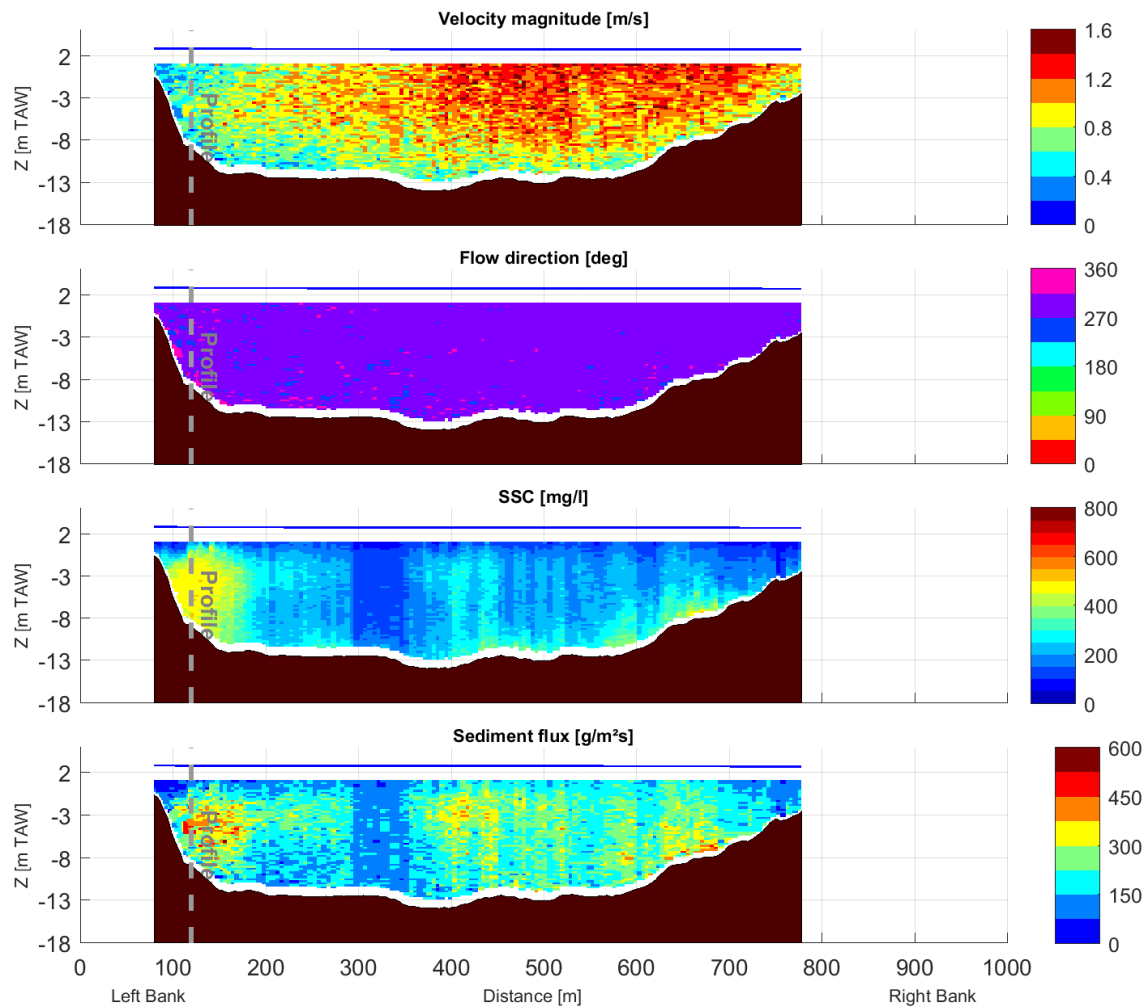 Velocity magnitude [m/s]
2
-3
-8
-13
-18
Z [m TAW]
Profile
1.6
1.2
0.8
0.4
0
Flow direction [deg]
2
-3
-8
-13
-18
Z [m TAW]
Profile
360
270
180
90
0
SSC [mg/l]
2
-3
-8
-13
-18
Z [m TAW]
Profile
800
600
400
200
0
Sediment flux [g/m²s]
2
-3
-8
-13
-18
Z [m TAW]
Profile
600
450
300
150
0
0 100 200 300 400 500 600 700 800 900 1000
Left Bank Distance [m] Right Bank